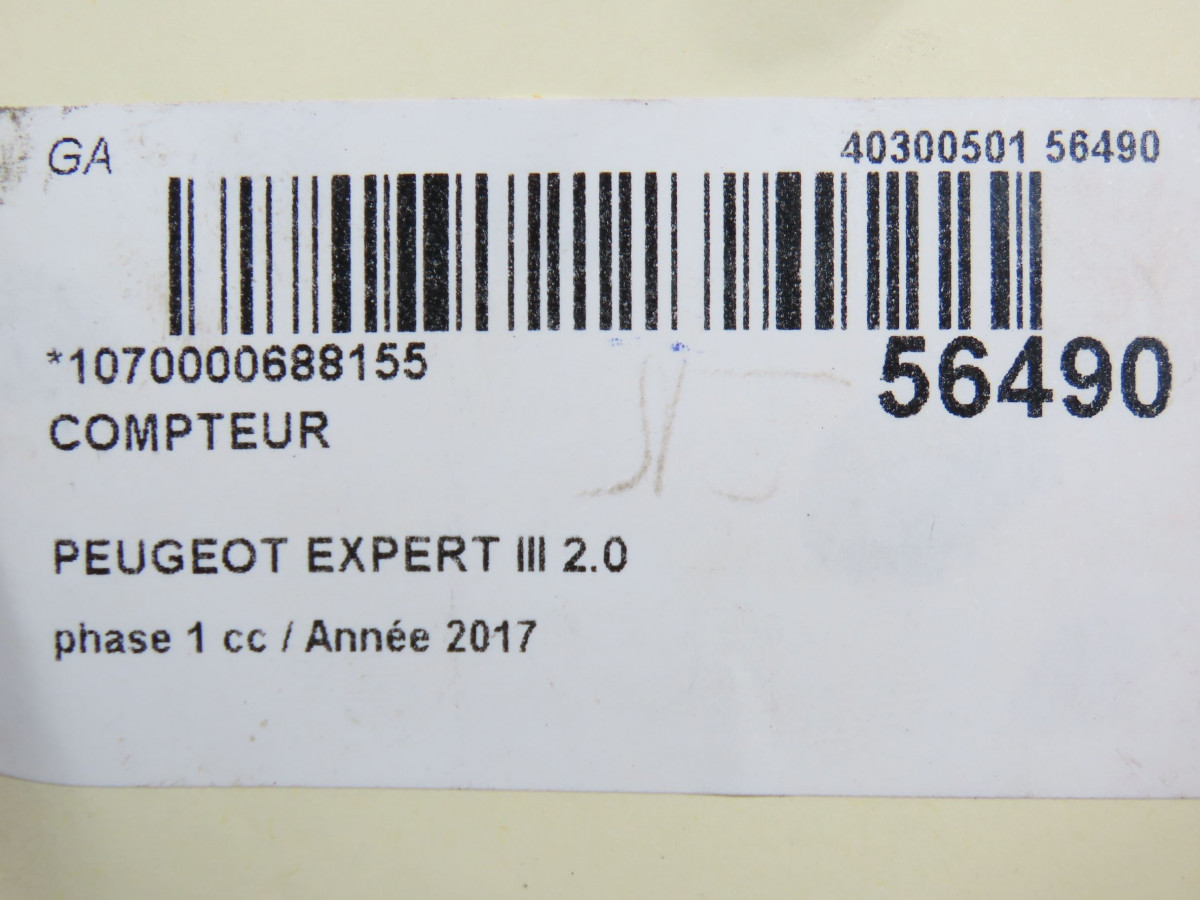 GA
40300501 56490
*1070000688155
56490
COMPTEUR
PEUGEOT EXPERT III 2.0
phase 1 cc / Année 2017